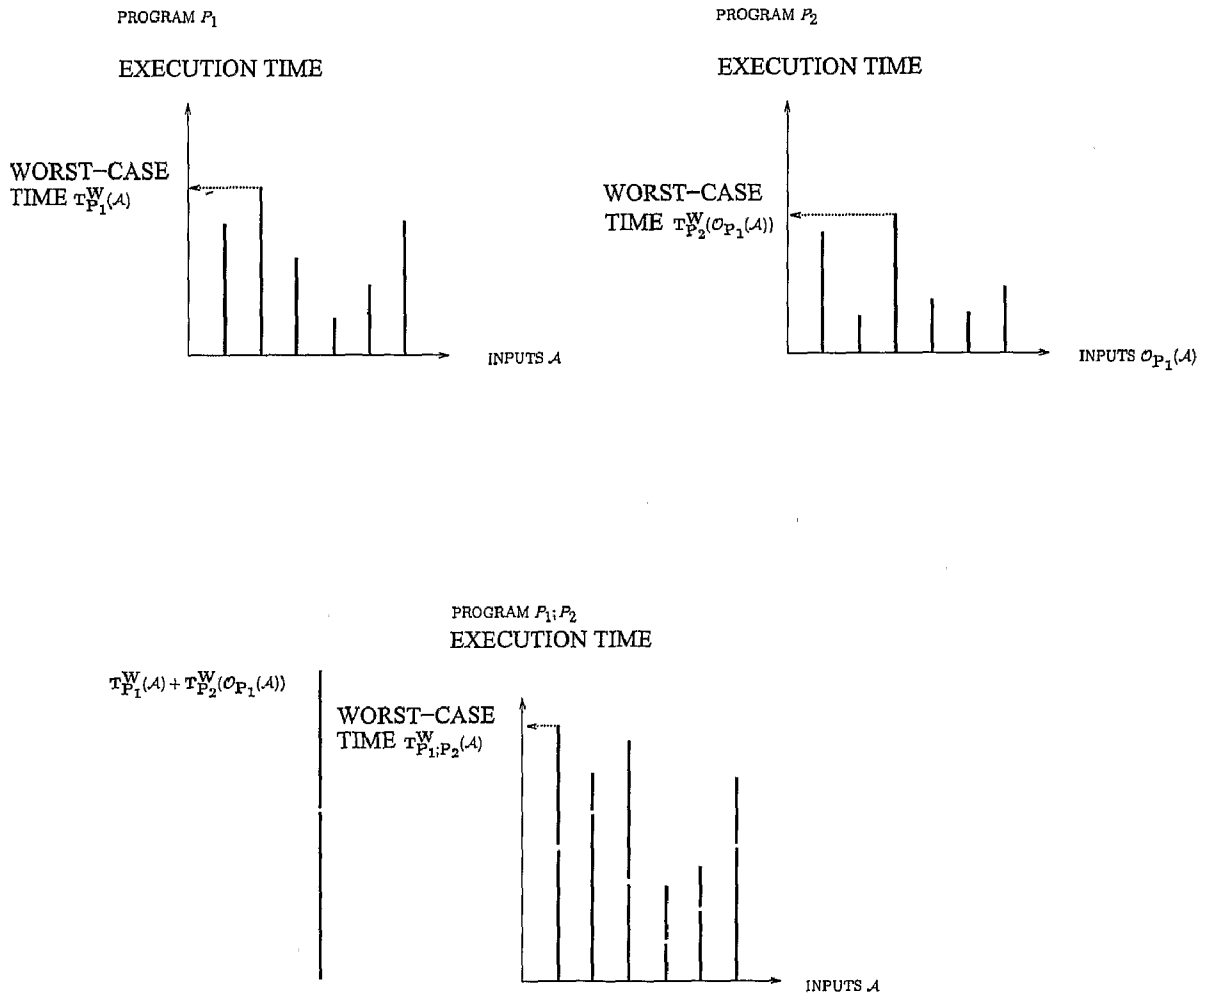 PROGRAM P1
EXECUTION TIME
WORST–CASE
TIME T^W_P1(A)
INPUTS A
PROGRAM P2
EXECUTION TIME
WORST–CASE
TIME T^W_P2(O_P1(A))
INPUTS O_P1(A)
PROGRAM P1; P2
EXECUTION TIME
T^W_P1(A) + T^W_P2(O_P1(A))
WORST–CASE
TIME T^W_P1;P2(A)
INPUTS A